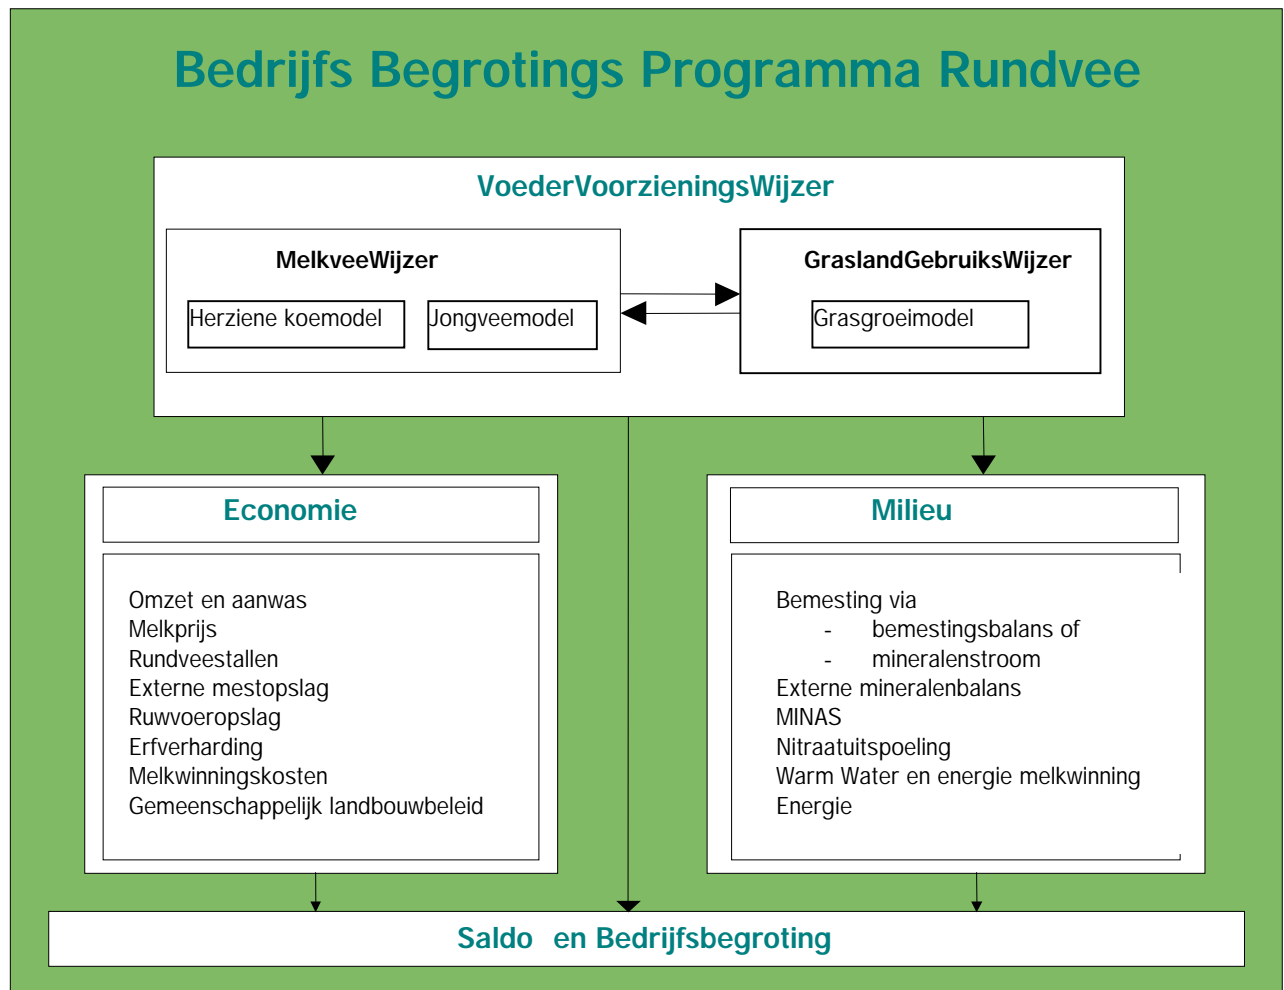 Bedrijfs Begrotings Programma Rundvee
VoederVoorzieningsWijzer
MelkveeWijzer
Herziene koemodel
Jongveemodel
GraslandGebruiksWijzer
Grasgroeimodel
Economie
Omzet en aanwas
Melkprijs
Rundveestallen
Externe mestopslag
Ruwvoeropslag
Erfverharding
Melkwinningskosten
Gemeenschappelijk landbouwbeleid
Milieu
Bemesting via
- bemestingsbalans of
- mineralenstroom
Externe mineralenbalans
MINAS
Nitraatuitspoeling
Warm Water en energie melkwinning
Energie
Saldo en Bedrijfsbegroting